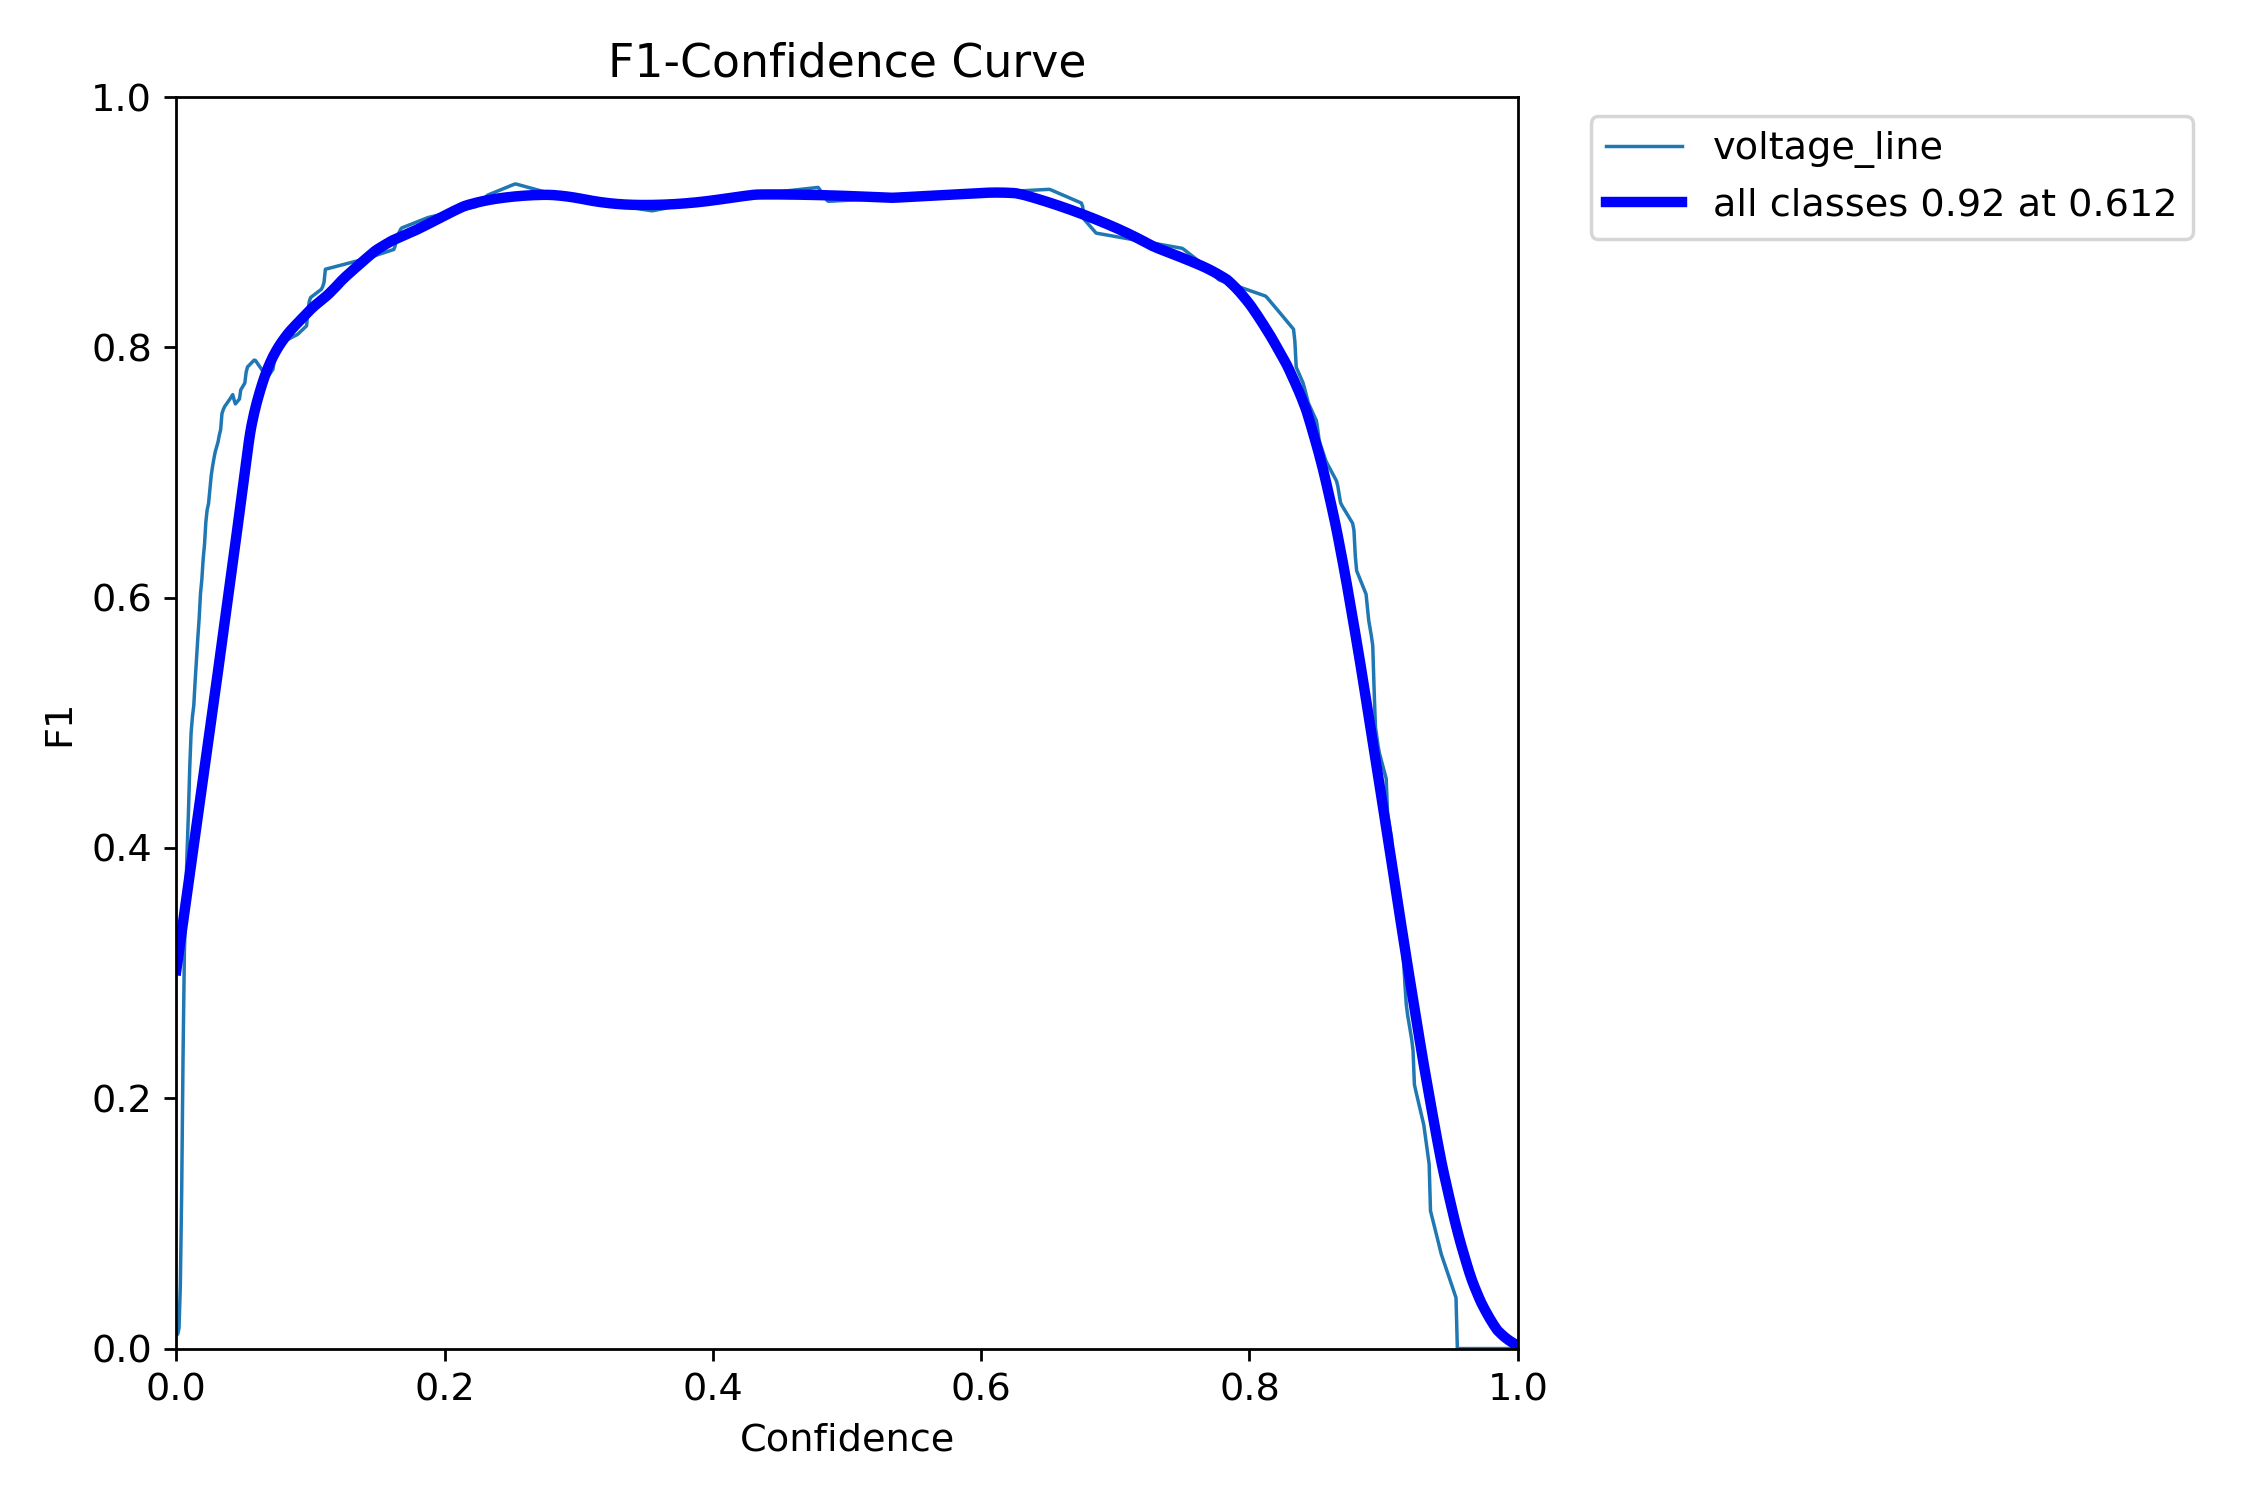 F1-Confidence Curve
1.0
0.8
0.6
0.4
0.2
0.0
F1
0.0 0.2 0.4 0.6 0.8 1.0
Confidence
voltage_line
all classes 0.92 at 0.612